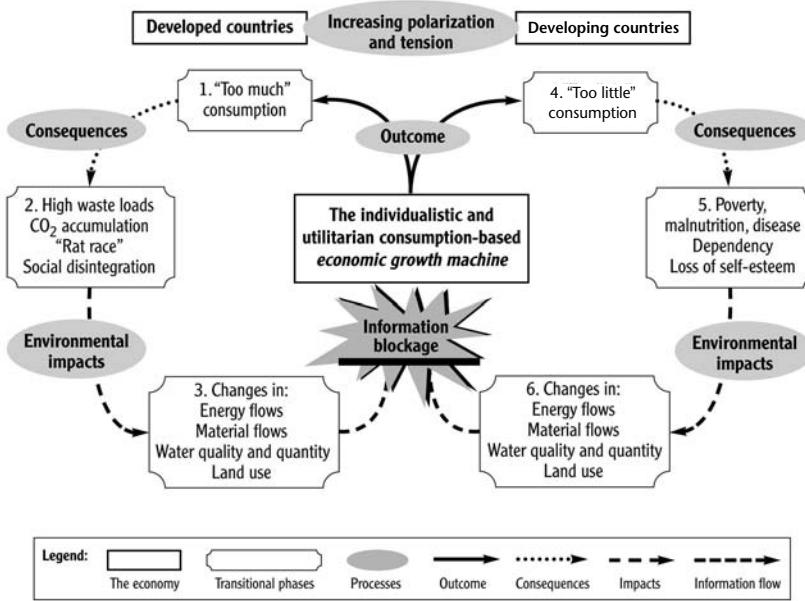 Developed countries
Increasing polarization
and tension
Developing countries
1. “Too much”
consumption
4. “Too little”
consumption
Consequences
Outcome
Consequences
2. High waste loads
CO2 accumulation
“Rat race”
Social disintegration
The individualistic and
utilitarian consumption-based
economic growth machine
5. Poverty,
malnutrition, disease
Dependency
Loss of self-esteem
Environmental
impacts
Information
blockage
Environmental
impacts
3. Changes in:
Energy flows
Material flows
Water quality and quantity
Land use
6. Changes in:
Energy flows
Material flows
Water quality and quantity
Land use
Legend:
The economy
Transitional phases
Processes
Outcome
Consequences
Impacts
Information flow